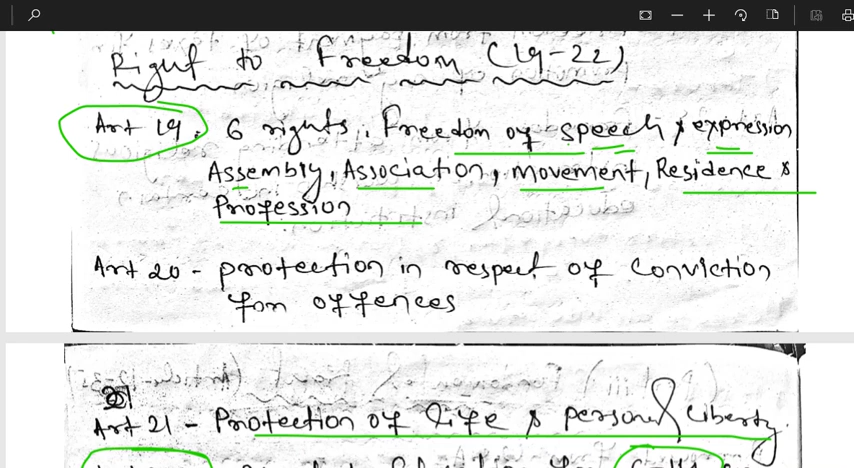 Right to Freedom (19-22)
Art 19. 6 rights. Freedom of speech & expression
Assembly, Association, Movement, Residence &
Profession
Art 20 - protection in respect of Conviction
for offences
Art 21 - Protection of life & personal liberty